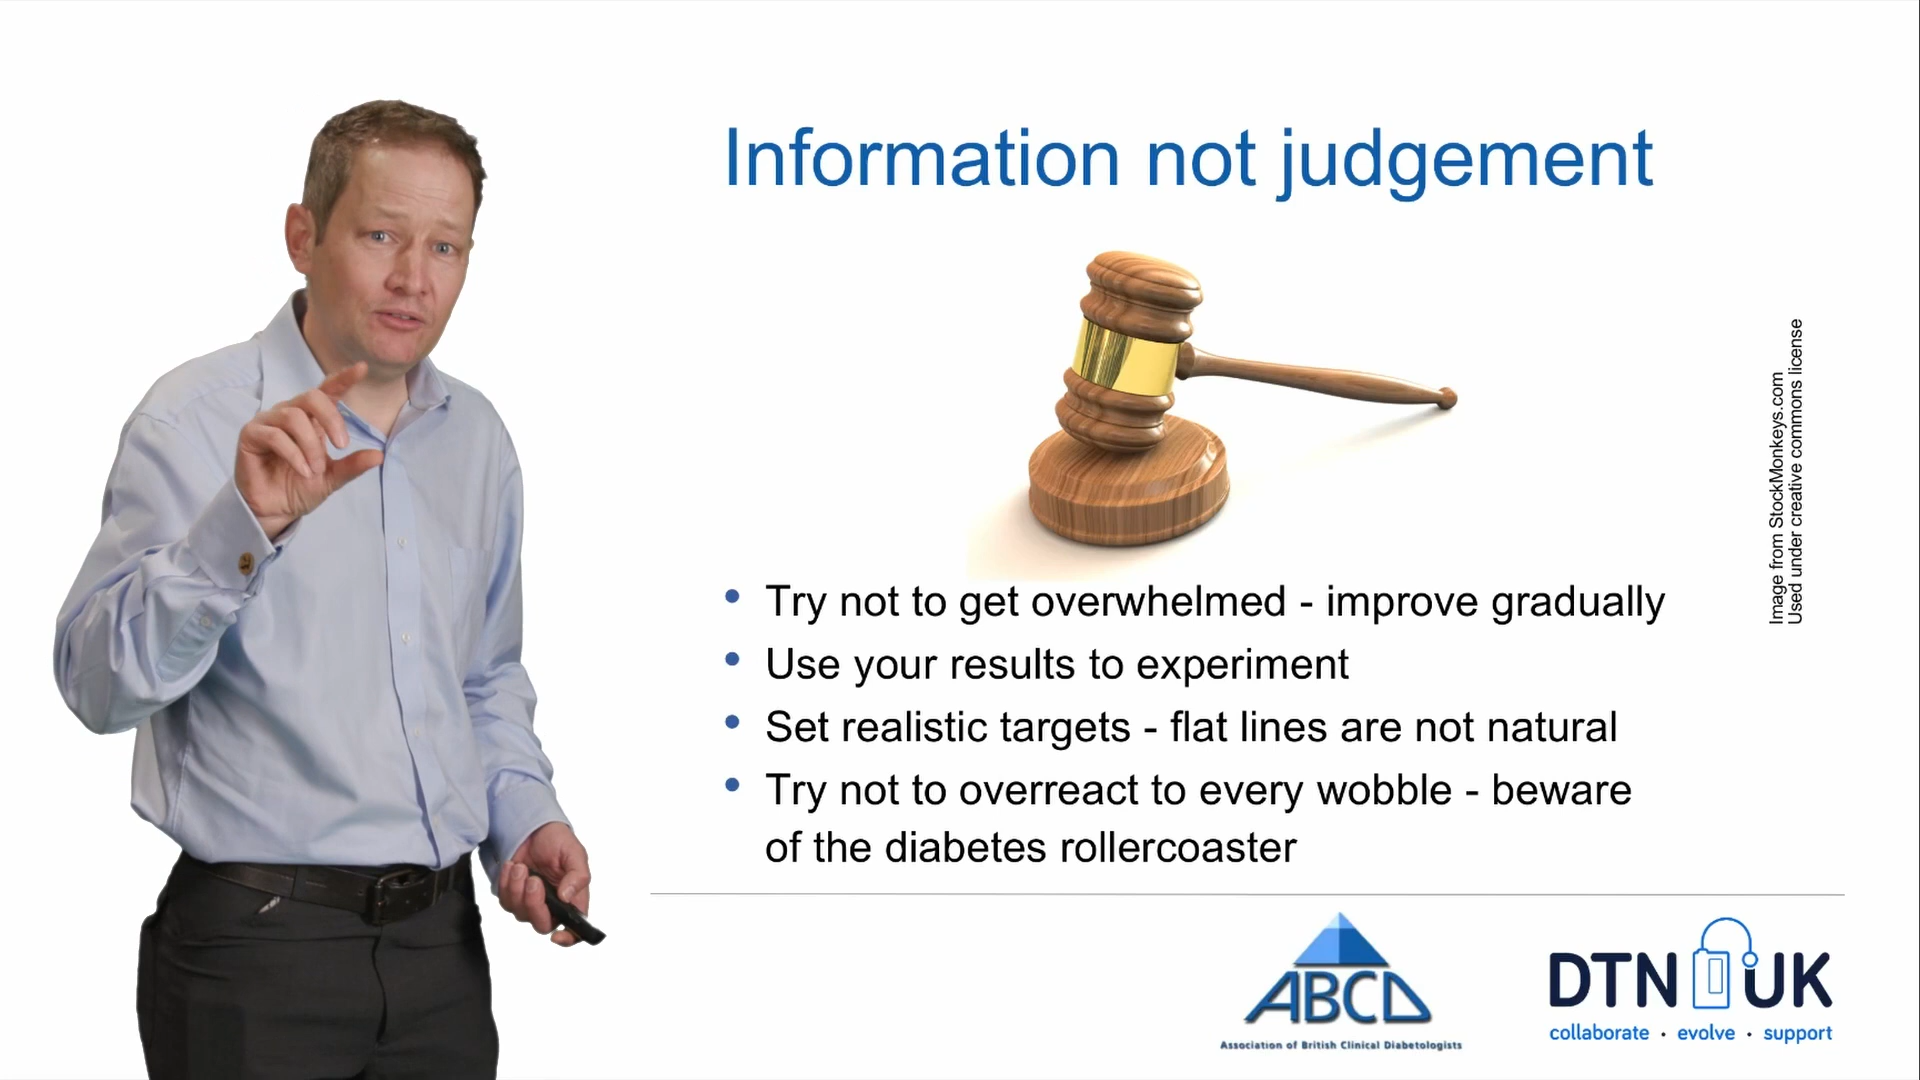 Information not judgement
Image from StockMonkeys.com
Used under creative commons license
• Try not to get overwhelmed - improve gradually
• Use your results to experiment
• Set realistic targets - flat lines are not natural
• Try not to overreact to every wobble - beware
of the diabetes rollercoaster
ABCD
Association of British Clinical Diabetologists
DTN UK
collaborate · evolve · support